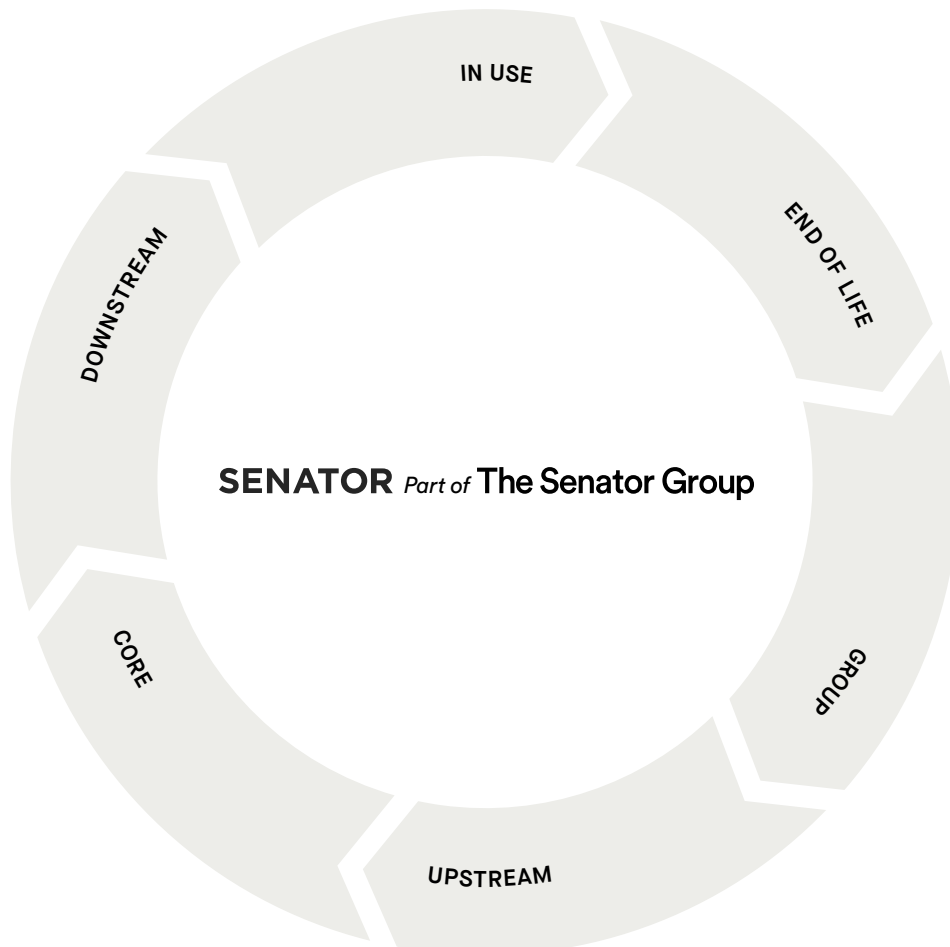 IN USE
END OF LIFE
GROUP
UPSTREAM
CORE
DOWNSTREAM
SENATOR Part of The Senator Group